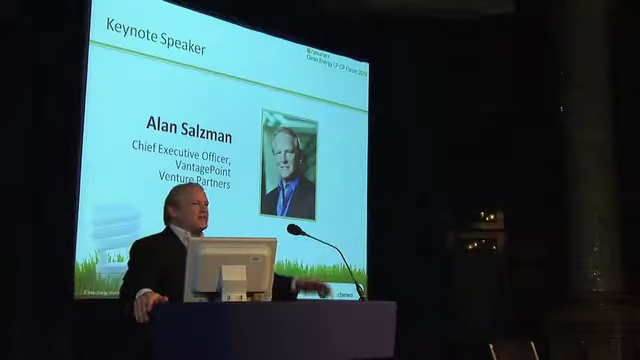 Keynote Speaker
Clean Energy LP-GP Forum
Alan Salzman
Chief Executive Officer,
VantagePoint
Venture Partners